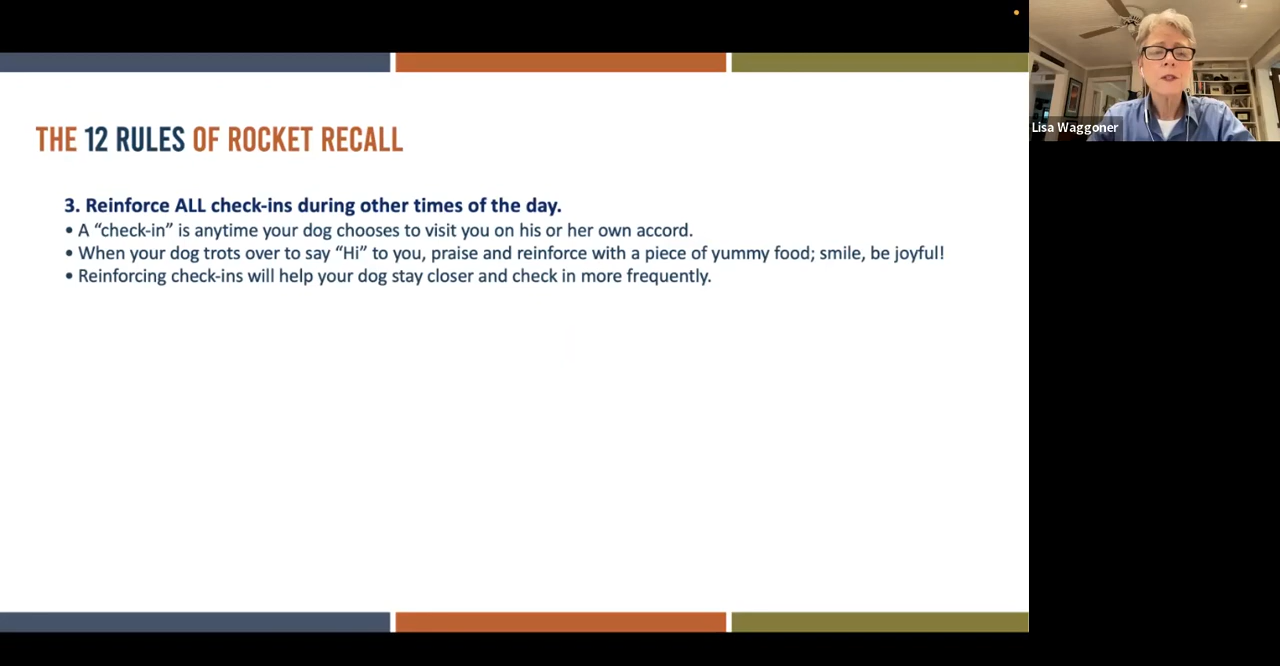 THE 12 RULES OF ROCKET RECALL
3. Reinforce ALL check-ins during other times of the day.
• A “check-in” is anytime your dog chooses to visit you on his or her own accord.
• When your dog trots over to say “Hi” to you, praise and reinforce with a piece of yummy food; smile, be joyful!
• Reinforcing check-ins will help your dog stay closer and check in more frequently.
Lisa Waggoner